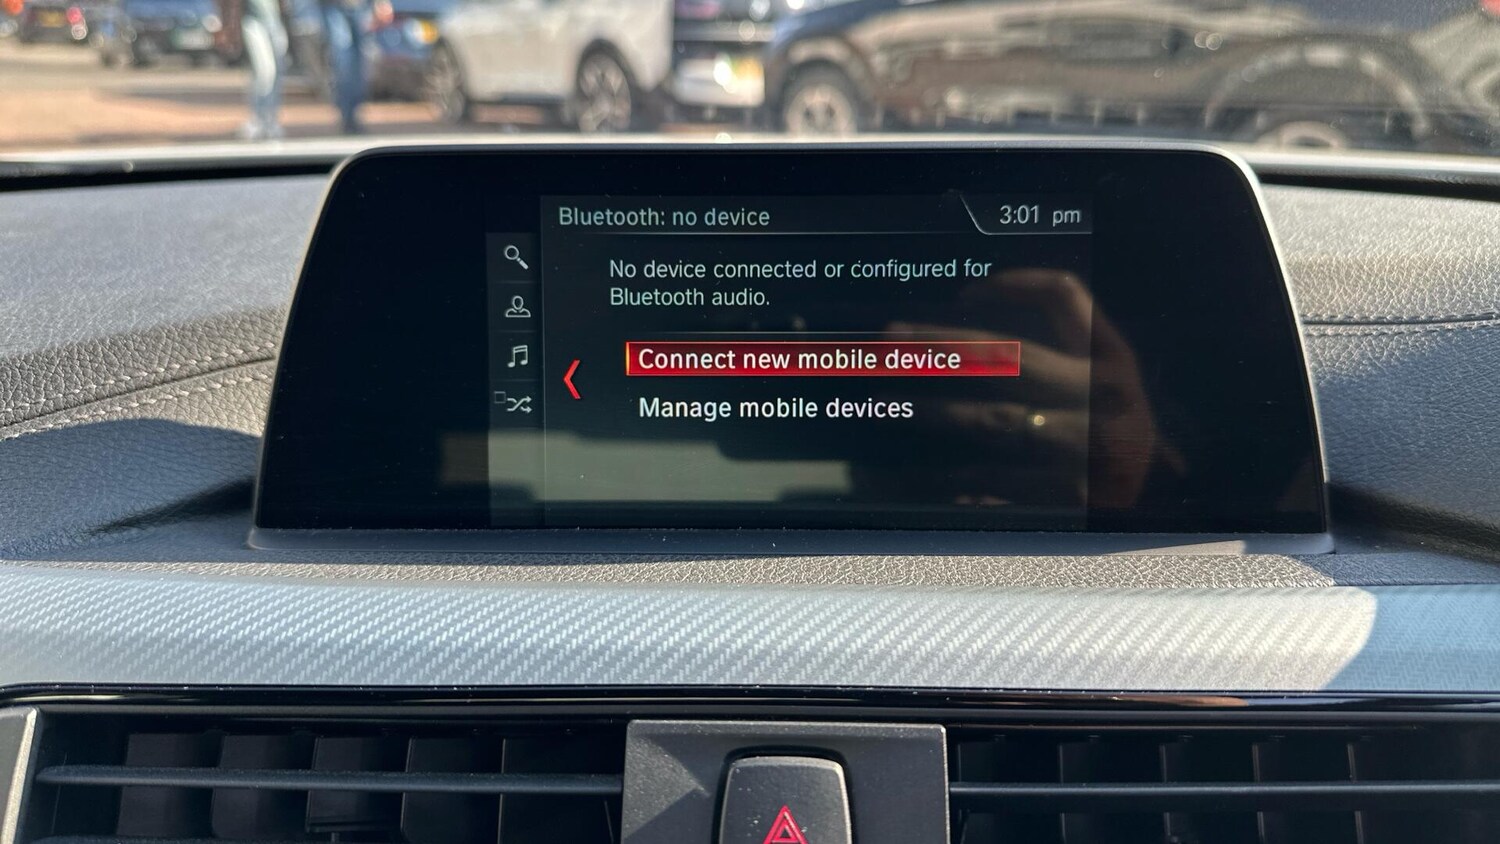 Bluetooth: no device
3:01 pm
No device connected or configured for
Bluetooth audio.
Connect new mobile device
Manage mobile devices